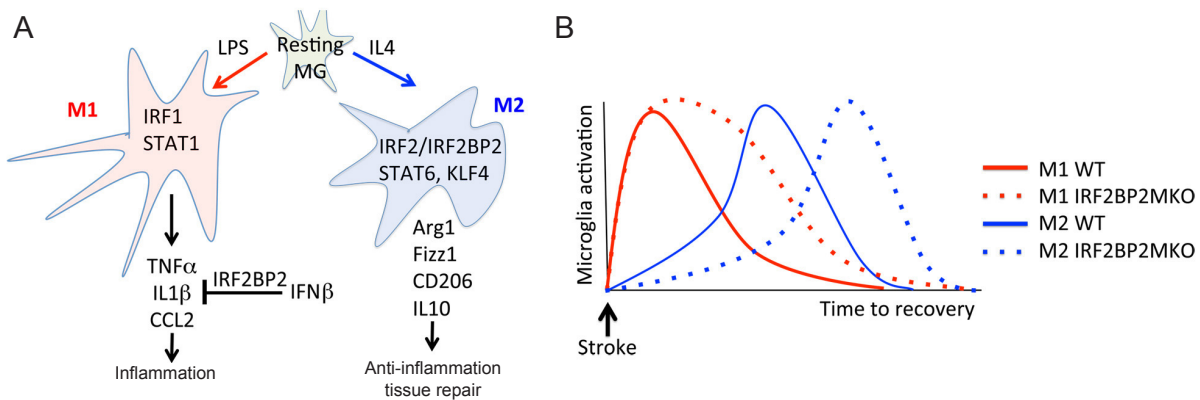 A
LPS
Resting
MG
IL4
M1
M2
IRF1
STAT1
IRF2/IRF2BP2
STAT6, KLF4
TNFα
IL1β
CCL2
IRF2BP2
IFNβ
Inflammation
Arg1
Fizz1
CD206
IL10
Anti-inflammation
tissue repair
B
Microglia activation
Time to recovery
Stroke
M1 WT
M1 IRF2BP2MKO
M2 WT
M2 IRF2BP2MKO